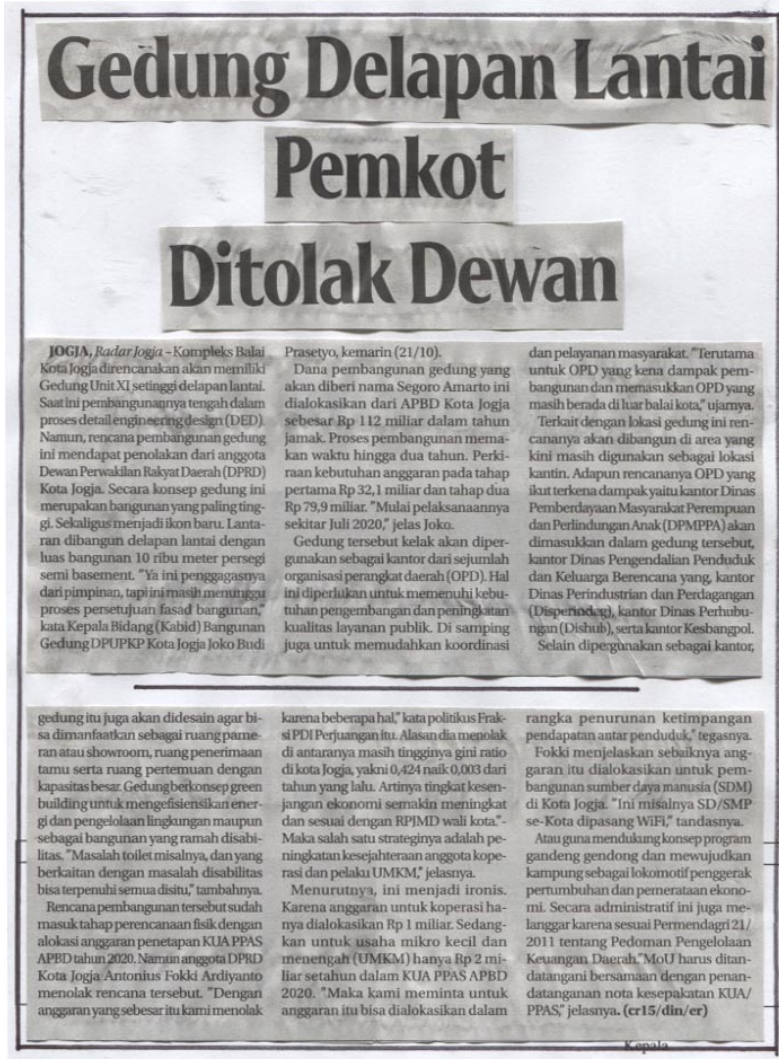 Gedung Delapan Lantai
Pemkot
Ditolak Dewan
JOGJA, Radar Jogja – Kompleks Balai
Kota Jogja direncanakan akan memiliki
Gedung Unit XI setinggi delapan lantai.
Saat ini pembangunannya tengah dalam
proses detail engineering design (DED).
Namun, rencana pembangunan gedung
ini mendapat penolakan dari anggota
Dewan Perwakilan Rakyat Daerah (DPRD)
Kota Jogja. Secara konsep gedung ini
merupakan bangunan yang paling ting-
gi. Sekaligus menjadi ikon baru. Lanta-
ran dibangun delapan lantai dengan
luas bangunan 10 ribu meter persegi
semi basement. "Ya ini penggagasnya
dari pimpinan, tapi ini masih menunggu
proses persetujuan fasad bangunan,"
kata Kepala Bidang (Kabid) Bangunan
Gedung DPUPKP Kota Jogja Joko Budi
Prasetyo, kemarin (21/10).
Dana pembangunan gedung yang
akan diberi nama Segoro Amarto ini
dialokasikan dari APBD Kota Jogja
sebesar Rp 112 miliar dalam tahun
jamak. Proses pembangunan mema-
kan waktu hingga dua tahun. Perki-
raan kebutuhan anggaran pada tahap
pertama Rp 32,1 miliar dan tahap dua
Rp 79,9 miliar. "Mulai pelaksanaannya
sekitar Juli 2020," jelas Joko.
Gedung tersebut kelak akan diper-
gunakan sebagai kantor dari sejumlah
organisasi perangkat daerah (OPD). Hal
ini diperlukan untuk memenuhi kebu-
tuhan pengembangan dan peningkatan
kualitas layanan publik. Di samping
juga untuk memudahkan koordinasi
dan pelayanan masyarakat. "Terutama
untuk OPD yang kena dampak pem-
bangunan dan memasukkan OPD yang
masih berada di luar balai kota," ujarnya.
Terkait dengan lokasi gedung ini ren-
cananya akan dibangun di area yang
kini masih digunakan sebagai lokasi
kantin. Adapun rencananya OPD yang
ikut terkena dampak yaitu kantor Dinas
Pemberdayaan Masyarakat Perempuan
dan Perlindungan Anak (DPMPPA) akan
dimasukkan dalam gedung tersebut,
kantor Dinas Pengendalian Penduduk
dan Keluarga Berencana yang, kantor
Dinas Perindustrian dan Perdagangan
(Disperindag), kantor Dinas Perhubu-
ngan (Dishub), serta kantor Kesbangpol.
Selain dipergunakan sebagai kantor,
gedung itu juga akan didesain agar bi-
sa dimanfaatkan sebagai ruang pame-
ran atau showroom, ruang penerimaan
tamu serta ruang pertemuan dengan
kapasitas besar. Gedung berkonsep green
building untuk mengefisiensikan ener-
gi dan pengelolaan lingkungan maupun
sebagai bangunan yang ramah disabi-
litas. "Masalah toilet misalnya, dan yang
berkaitan dengan masalah disabilitas
bisa terpenuhi semua disitu," tambahnya.
Rencana pembangunan tersebut sudah
masuk tahap perencanaan fisik dengan
alokasi anggaran penetapan KUA PPAS
APBD tahun 2020. Namun anggota DPRD
Kota Jogja Antonius Fokki Ardiyanto
menolak rencana tersebut. "Dengan
anggaran yang sebesar itu kami menolak
karena beberapa hal," kata politikus Frak-
si PDI Perjuangan itu. Alasan dia menolak
di antaranya masih tingginya gini ratio
di kota Jogja, yakni 0,424 naik 0,003 dari
tahun yang lalu. Artinya tingkat kesen-
jangan ekonomi semakin meningkat
dan sesuai dengan RPJMD wali kota."-
Maka salah satu strateginya adalah pe-
ningkatan kesejahteraan anggota kope-
rasi dan pelaku UMKM," jelasnya.
Menurutnya, ini menjadi ironis.
Karena anggaran untuk koperasi ha-
nya dialokasikan Rp 1 miliar. Sedang-
kan untuk usaha mikro kecil dan
menengah (UMKM) hanya Rp 2 mi-
liar setahun dalam KUA PPAS APBD
2020. "Maka kami meminta untuk
anggaran itu bisa dialokasikan dalam
rangka penurunan ketimpangan
pendapatan antar penduduk," tegasnya.
Fokki menjelaskan sebaiknya ang-
garan itu dialokasikan untuk pem-
bangunan sumber daya manusia (SDM)
di Kota Jogja. "Ini misalnya SD/SMP
se-Kota dipasang WiFi," tandasnya.
Atau guna mendukung konsep program
gandeng gendong dan mewujudkan
kampung sebagai lokomotif penggerak
pertumbuhan dan pemerataan ekono-
mi. Secara administratif ini juga me-
langgar karena sesuai Permendagri 21/
2011 tentang Pedoman Pengelolaan
Keuangan Daerah."MoU harus ditan-
datangani bersamaan dengan penan-
datanganan nota kesepakatan KUA/
PPAS," jelasnya. (cr15/din/er)
Kepala